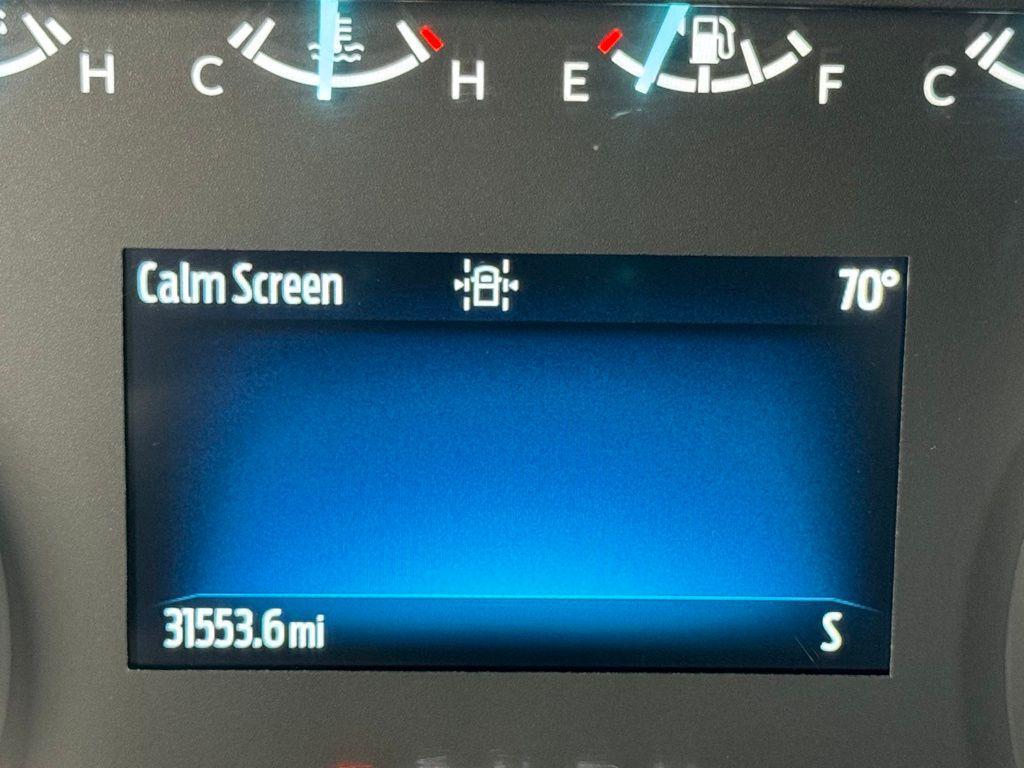 H C H E F C
Calm Screen 70°
31553.6 mi S